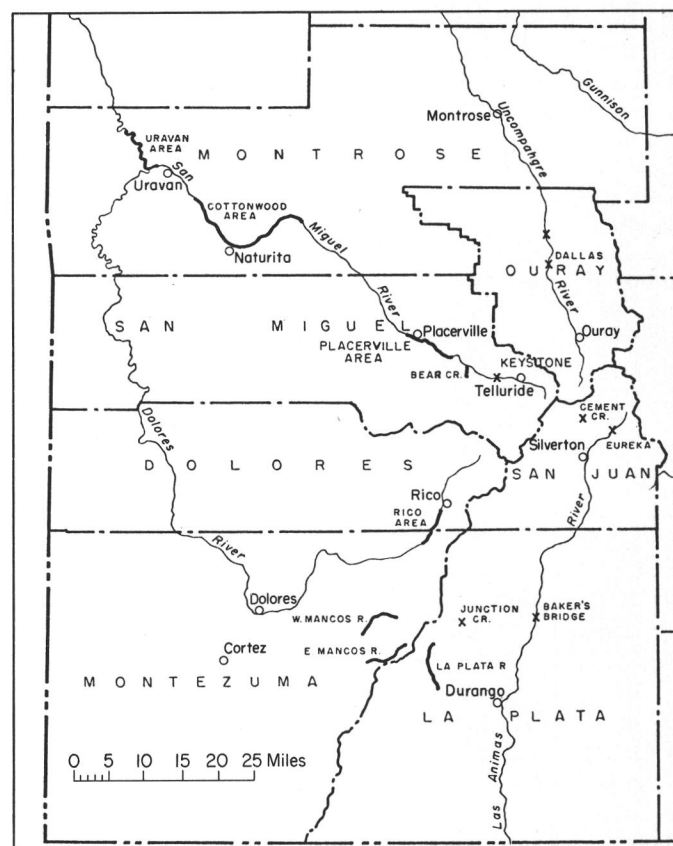 Gunnison
Montrose
Uncompahgre
URAVAN
AREA
M O N T R O S E
San
Uravan
COTTONWOOD
AREA
Miguel
Naturita
DALLAS
O U R A Y
River
River
S A N M I G U E L
Placerville
Ouray
PLACERVILLE
AREA
KEYSTONE
BEAR CR.
Telluride
Dolores
CEMENT
CR.
EUREKA
Silverton
D O L O R E S
S A N J U A N
Rico
RICO
AREA
River
River
Dolores
W. MANCOS R.
JUNCTION
CR.
BAKER'S
BRIDGE
Cortez
E. MANCOS R.
LA PLATA R
M O N T E Z U M A
Durango
L A P L A T A
Las Animas
0 5 10 15 20 25 Miles